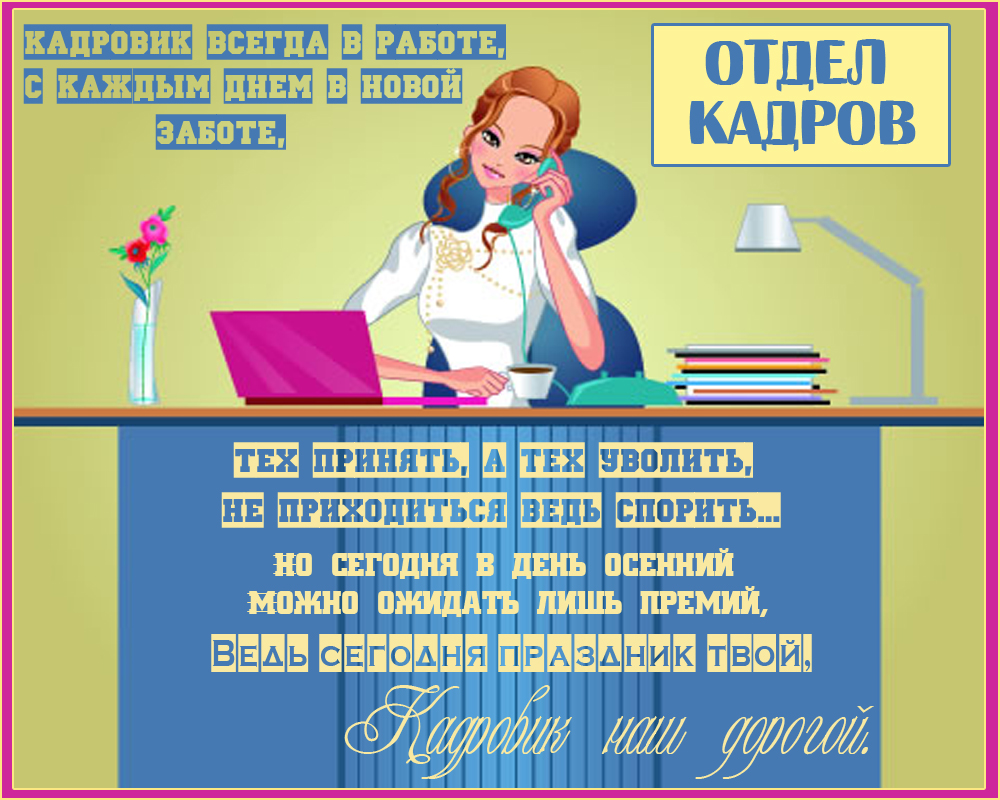 КАДРОВИК ВСЕГДА В РАБОТЕ,
С КАЖДЫМ ДНЕМ В НОВОЙ
ЗАБОТЕ,
ОТДЕЛ
КАДРОВ
ТЕХ ПРИНЯТЬ, А ТЕХ УВОЛИТЬ,
НЕ ПРИХОДИТЬСЯ ВЕДЬ СПОРИТЬ...
НО СЕГОДНЯ В ДЕНЬ ОСЕННИЙ
МОЖНО ОЖИДАТЬ ЛИШЬ ПРЕМИЙ,
ВЕДЬ СЕГОДНЯ ПРАЗДНИК ТВОЙ,
Кадровик наш дорогой.